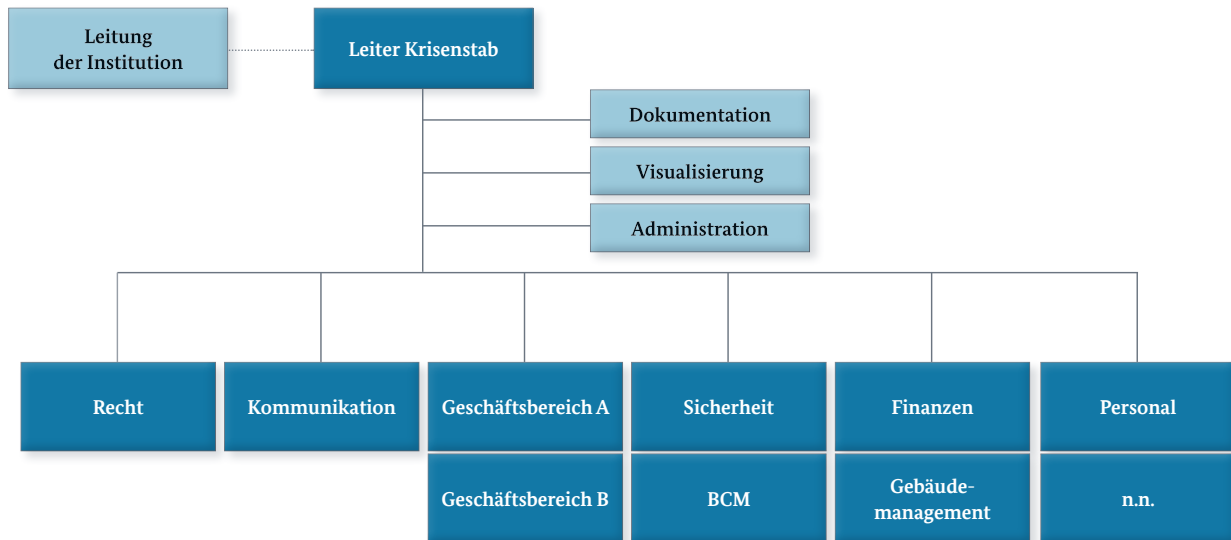 Leitung
der Institution
Leiter Krisenstab
Dokumentation
Visualisierung
Administration
Recht
Kommunikation
Geschäftsbereich A
Sicherheit
Finanzen
Personal
Geschäftsbereich B
BCM
Gebäude-
management
n.n.